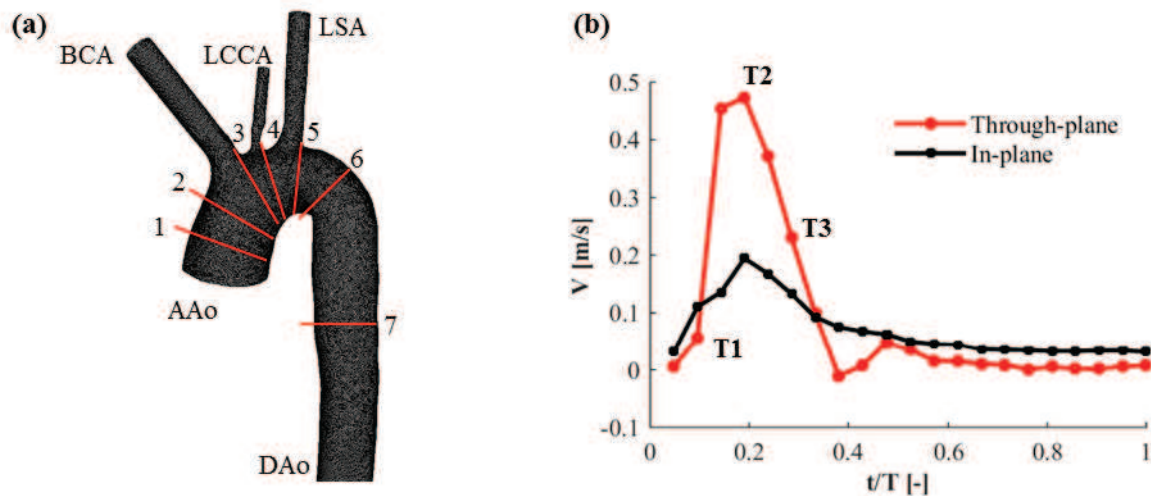 (a)
BCA
LCCA
LSA
3
4
5
6
2
1
AAo
7
DAo
(b)
0.5
0.4
0.3
0.2
0.1
0
-0.1
V [m/s]
T2
T3
T1
Through-plane
In-plane
0
0.2
0.4
0.6
0.8
1
t/T [-]